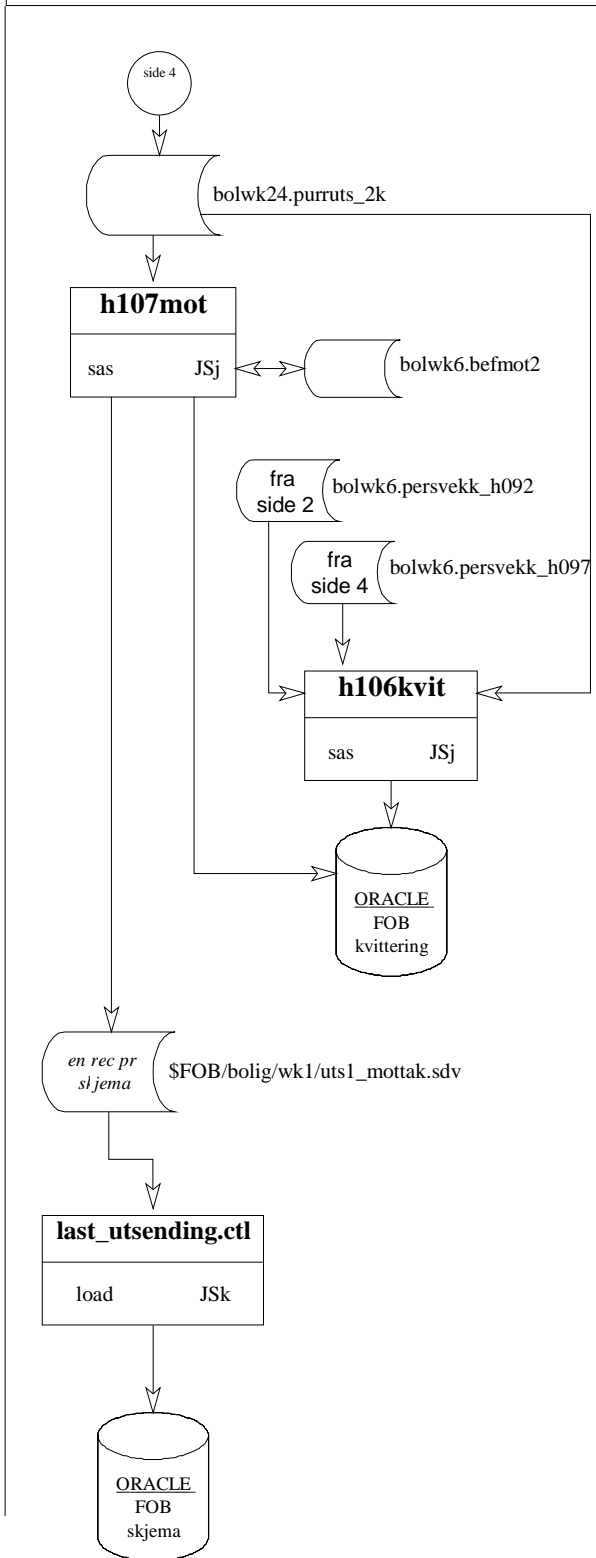 side 4
bolwk24.purruts_2k
h107mot
sas JSj
bolwk6.befmot2
fra
side 2
bolwk6.persvekk_h092
fra
side 4
bolwk6.persvekk_h097
h106kvit
sas JSj
ORACLE
FOB
kvittering
en rec pr
skjema
$FOB/bolig/wk1/uts1_mottak.sdv
last_utsending.ctl
load JSk
ORACLE
FOB
skjema